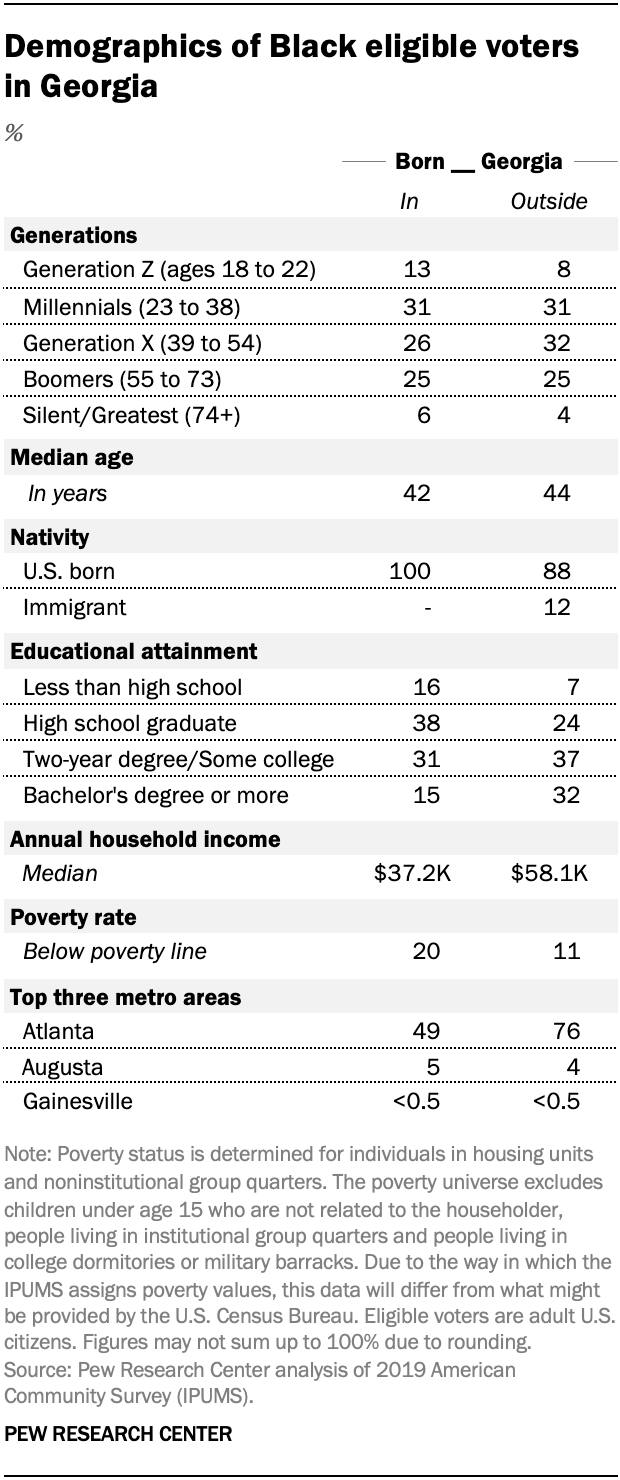 Demographics of Black eligible voters
in Georgia
%
Born __ Georgia
In Outside
Generations
Generation Z (ages 18 to 22) 13 8
Millennials (23 to 38) 31 31
Generation X (39 to 54) 26 32
Boomers (55 to 73) 25 25
Silent/Greatest (74+) 6 4
Median age
In years 42 44
Nativity
U.S. born 100 88
Immigrant - 12
Educational attainment
Less than high school 16 7
High school graduate 38 24
Two-year degree/Some college 31 37
Bachelor's degree or more 15 32
Annual household income
Median $37.2K $58.1K
Poverty rate
Below poverty line 20 11
Top three metro areas
Atlanta 49 76
Augusta 5 4
Gainesville <0.5 <0.5
Note: Poverty status is determined for individuals in housing units
and noninstitutional group quarters. The poverty universe excludes
children under age 15 who are not related to the householder,
people living in institutional group quarters and people living in
college dormitories or military barracks. Due to the way in which the
IPUMS assigns poverty values, this data will differ from what might
be provided by the U.S. Census Bureau. Eligible voters are adult U.S.
citizens. Figures may not sum up to 100% due to rounding.
Source: Pew Research Center analysis of 2019 American
Community Survey (IPUMS).
PEW RESEARCH CENTER